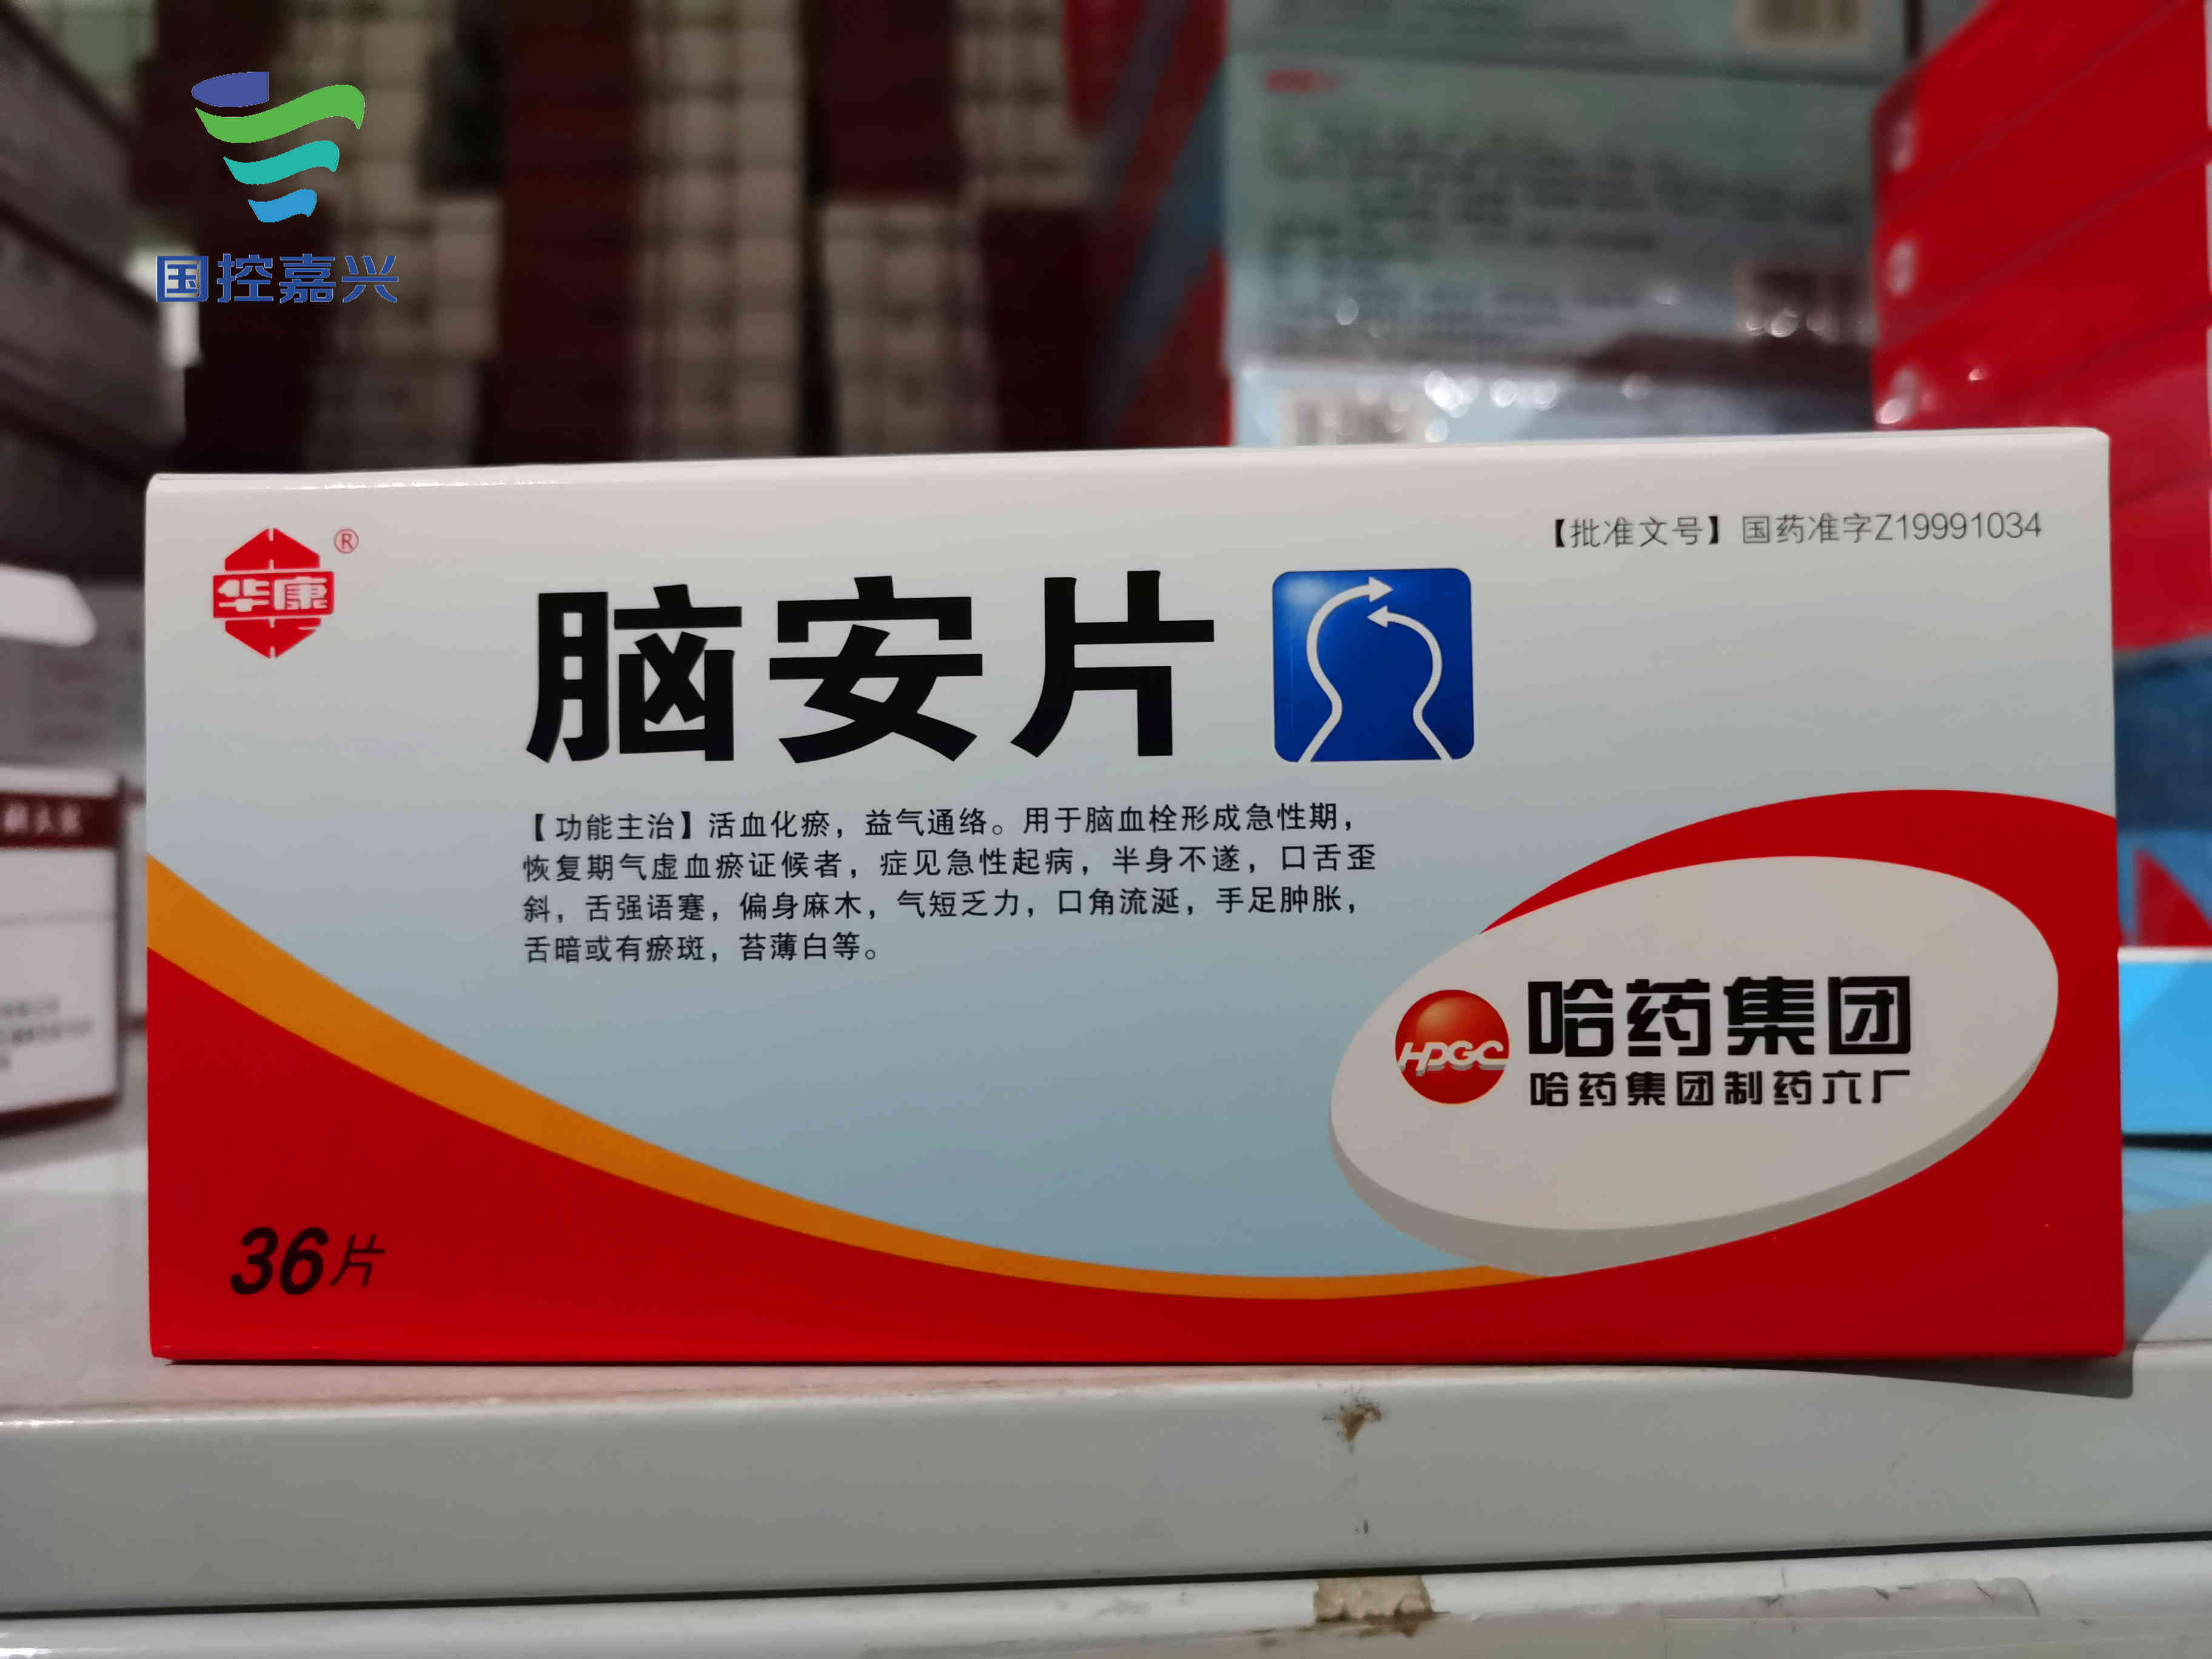 国控嘉兴
华康®
【批准文号】国药准字Z19991034
脑安片
【功能主治】活血化瘀，益气通络。用于脑血栓形成急性期，
恢复期气虚血瘀证候者，症见急性起病，半身不遂，口舌歪
斜，舌强语蹇，偏身麻木，气短乏力，口角流涎，手足肿胀，
舌暗或有瘀斑，苔薄白等。
HPGC
哈药集团
哈药集团制药六厂
36片